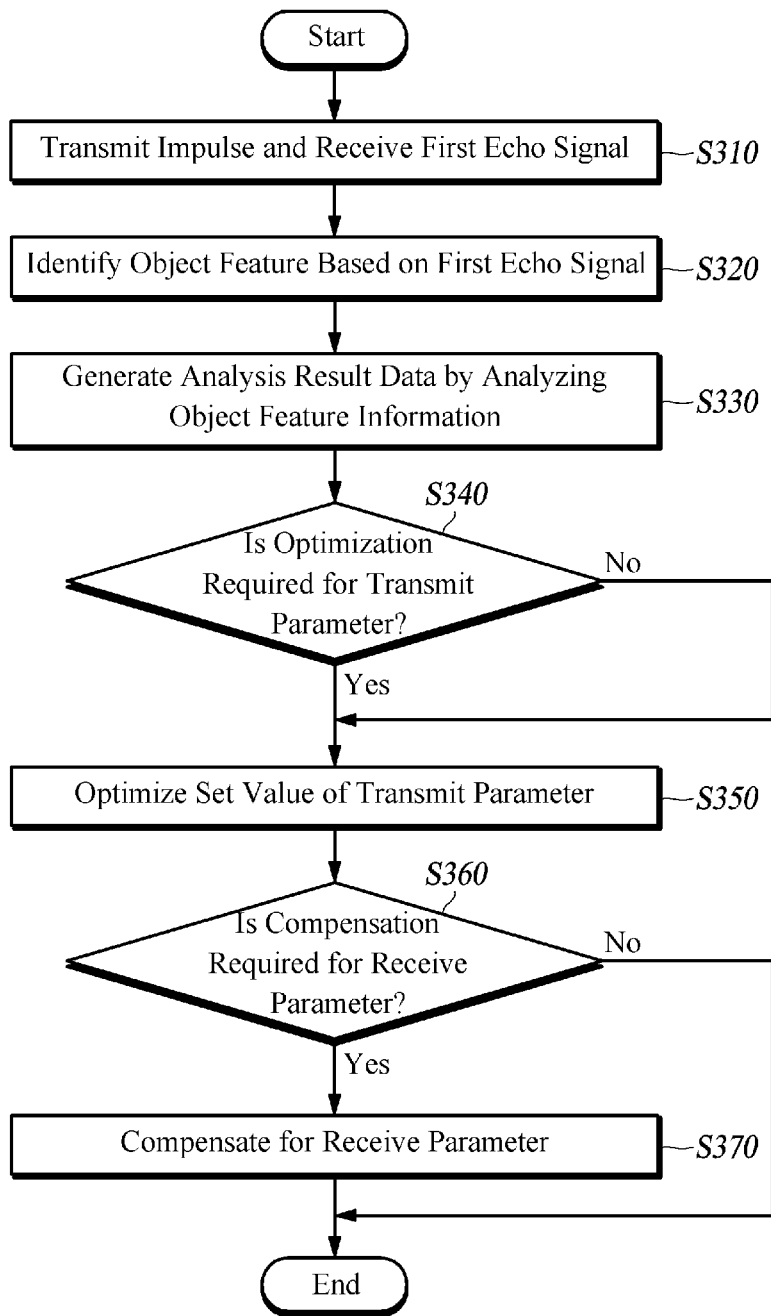 Start
Transmit Impulse and Receive First Echo Signal
S310
Identify Object Feature Based on First Echo Signal
S320
Generate Analysis Result Data by Analyzing
Object Feature Information
S330
S340
Is Optimization
Required for Transmit
Parameter?
No
Yes
Optimize Set Value of Transmit Parameter
S350
S360
Is Compensation
Required for Receive
Parameter?
No
Yes
Compensate for Receive Parameter
S370
End